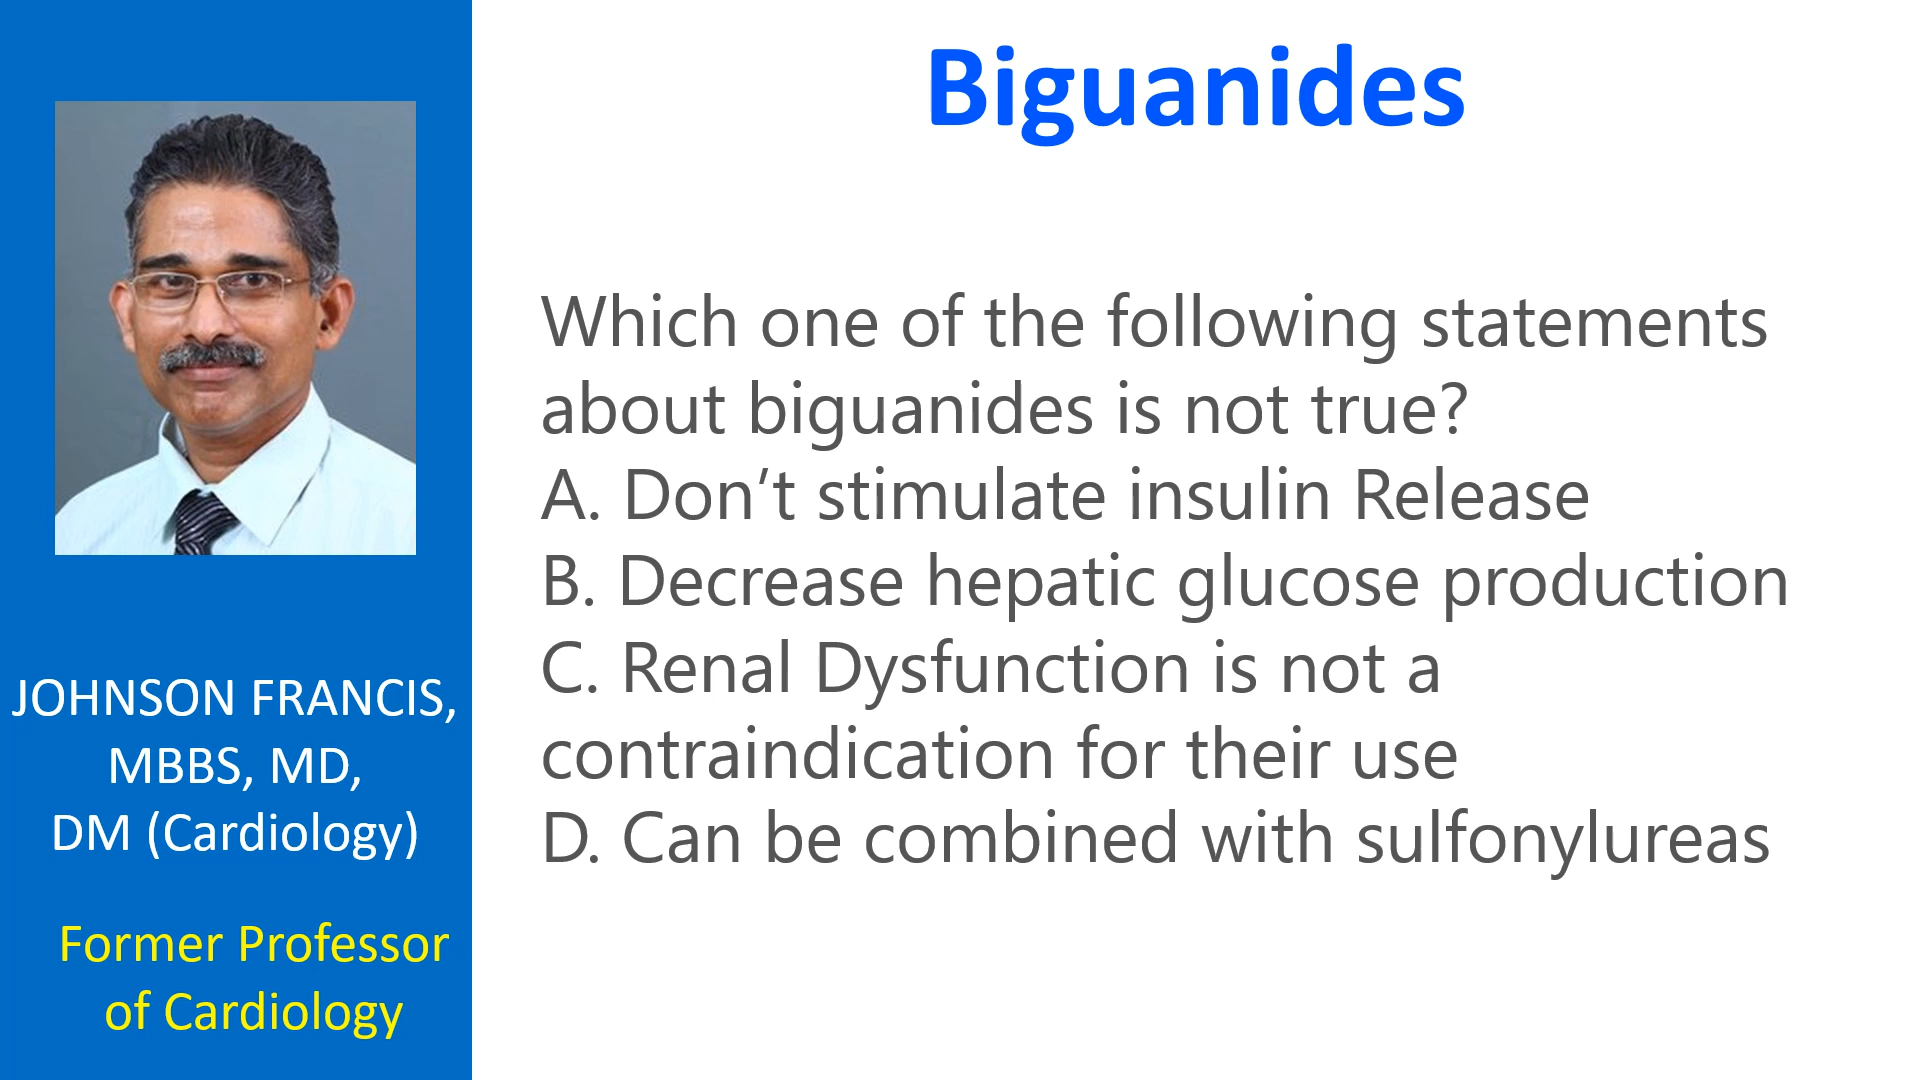 Biguanides
Which one of the following statements
about biguanides is not true?
A. Don’t stimulate insulin Release
B. Decrease hepatic glucose production
C. Renal Dysfunction is not a
contraindication for their use
D. Can be combined with sulfonylureas
JOHNSON FRANCIS,
MBBS, MD,
DM (Cardiology)
Former Professor
of Cardiology